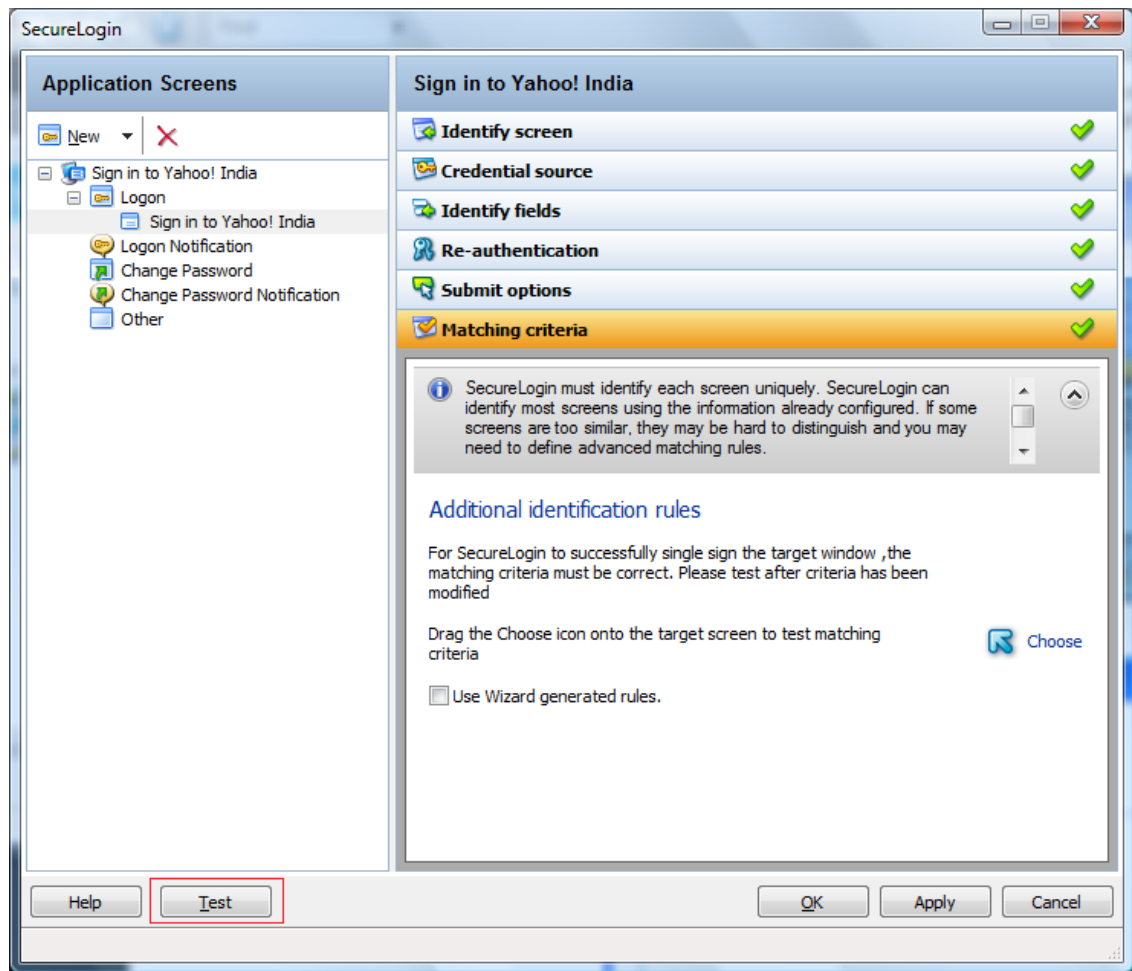 SecureLogin
Application Screens
New
Sign in to Yahoo! India
Logon
Sign in to Yahoo! India
Logon Notification
Change Password
Change Password Notification
Other
Sign in to Yahoo! India
Identify screen
Credential source
Identify fields
Re-authentication
Submit options
Matching criteria
SecureLogin must identify each screen uniquely. SecureLogin can
identify most screens using the information already configured. If some
screens are too similar, they may be hard to distinguish and you may
need to define advanced matching rules.
Additional identification rules
For SecureLogin to successfully single sign the target window ,the
matching criteria must be correct. Please test after criteria has been
modified
Drag the Choose icon onto the target screen to test matching
criteria
Choose
Use Wizard generated rules.
Help
Test
OK
Apply
Cancel